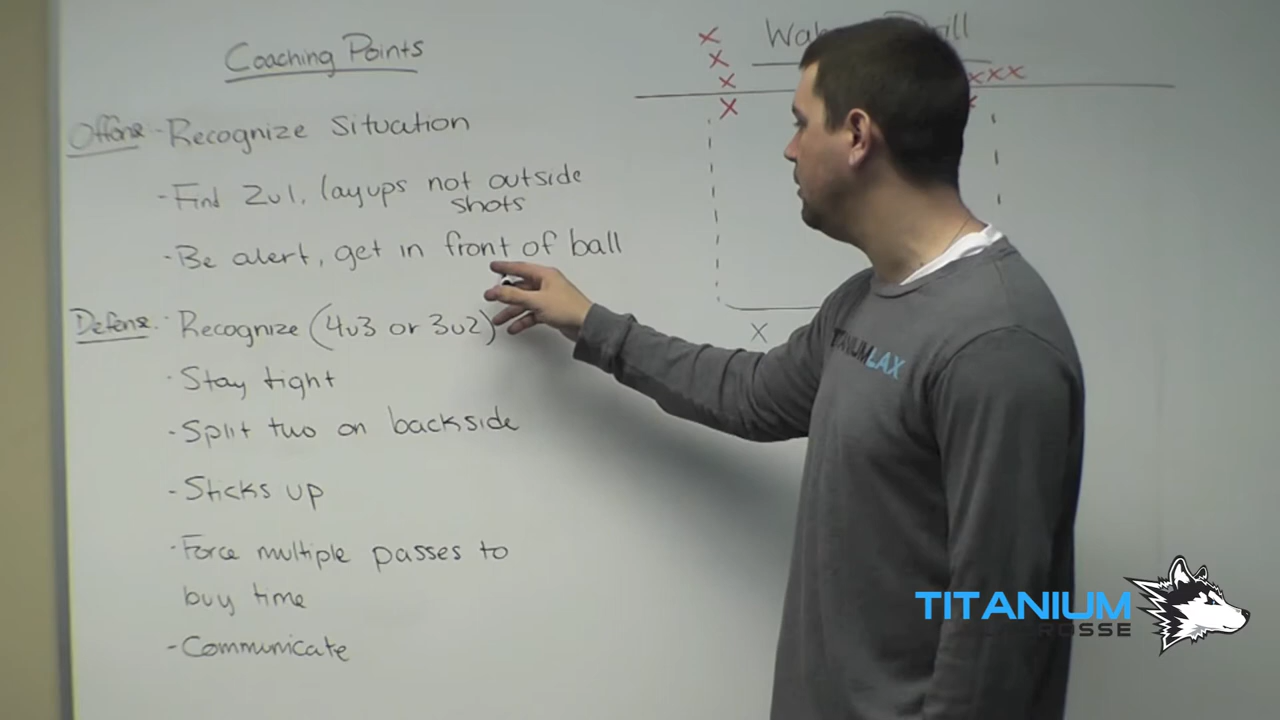 Coaching Points
Offense - Recognize Situation
- Find 2v1, layups not outside
shots
- Be alert, get in front of ball
Defense - Recognize (4v3 or 3v2)
- Stay tight
- Split two on backside
- Sticks up
- Force multiple passes to
buy time
- Communicate
x
x
x
x
xxx
x
X
TITANIUMLAX
TITANIUM